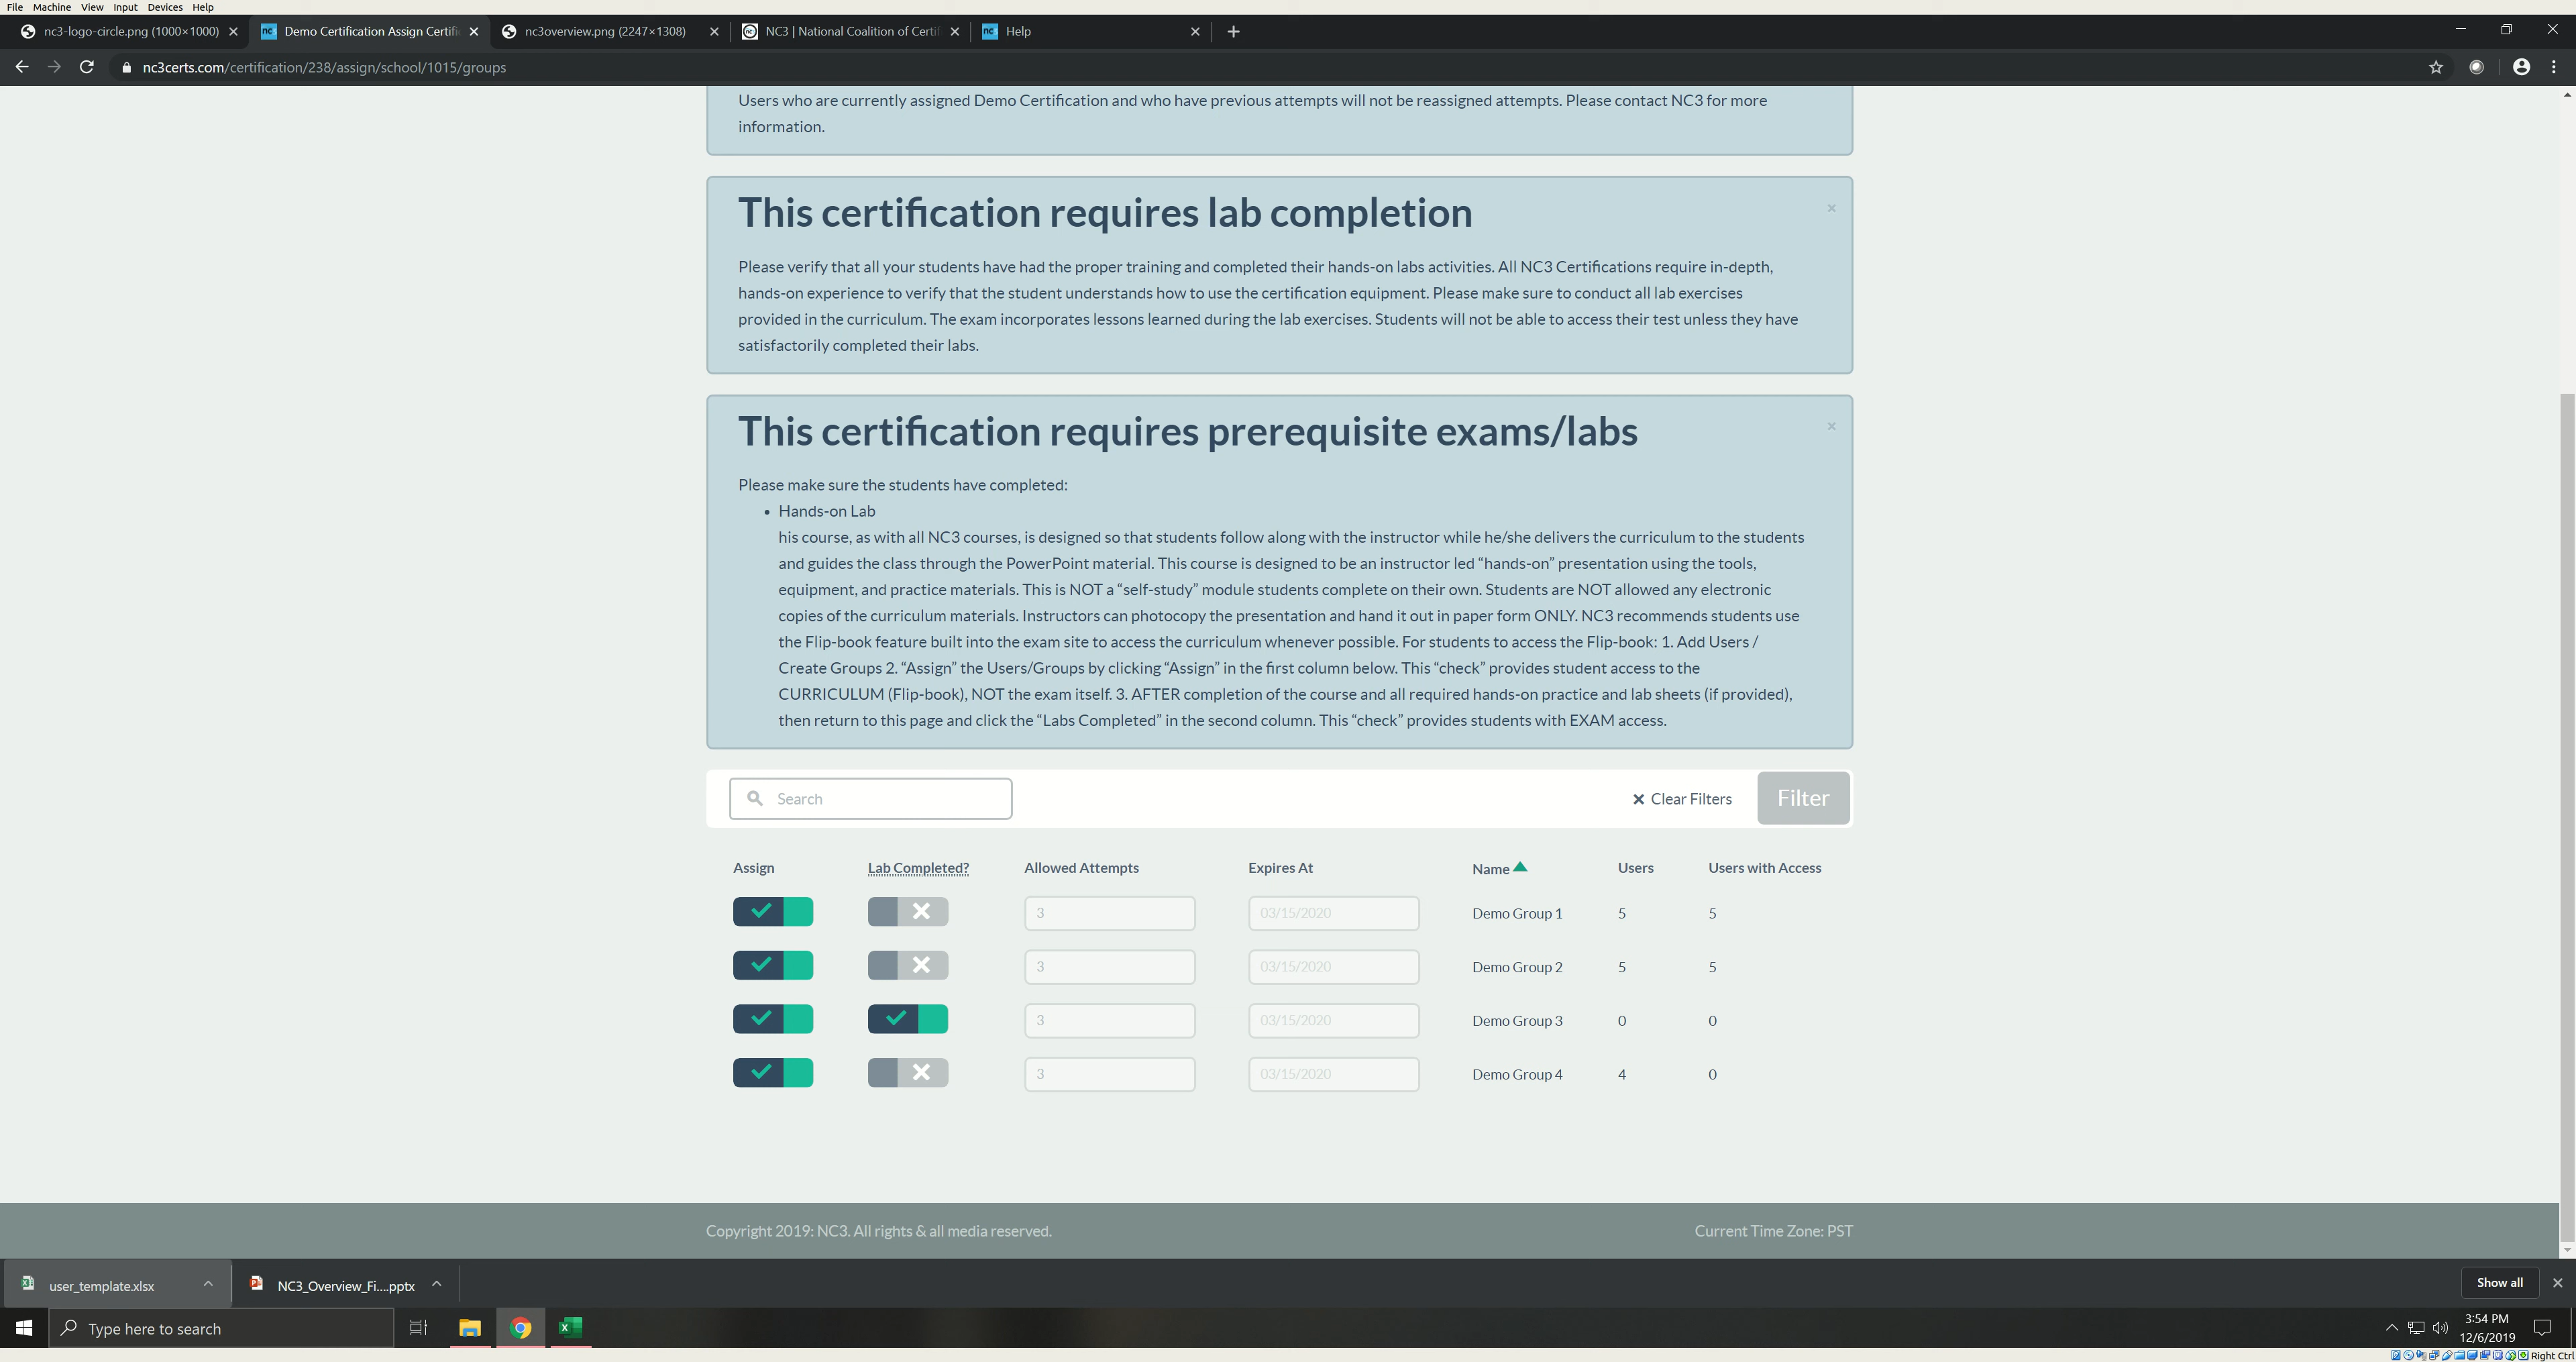 File Machine View Input Devices Help
nc3-logo-circle.png (1000×1000) Demo Certification Assign Certifi nc3overview.png (2247×1308) NC3 | National Coalition of Certi Help
nc3certs.com/certification/238/assign/school/1015/groups
Users who are currently assigned Demo Certification and who have previous attempts will not be reassigned attempts. Please contact NC3 for more
information.
This certification requires lab completion
Please verify that all your students have had the proper training and completed their hands-on labs activities. All NC3 Certifications require in-depth,
hands-on experience to verify that the student understands how to use the certification equipment. Please make sure to conduct all lab exercises
provided in the curriculum. The exam incorporates lessons learned during the lab exercises. Students will not be able to access their test unless they have
satisfactorily completed their labs.
This certification requires prerequisite exams/labs
Please make sure the students have completed:
• Hands-on Lab
his course, as with all NC3 courses, is designed so that students follow along with the instructor while he/she delivers the curriculum to the students
and guides the class through the PowerPoint material. This course is designed to be an instructor led “hands-on” presentation using the tools,
equipment, and practice materials. This is NOT a “self-study” module students complete on their own. Students are NOT allowed any electronic
copies of the curriculum materials. Instructors can photocopy the presentation and hand it out in paper form ONLY. NC3 recommends students use
the Flip-book feature built into the exam site to access the curriculum whenever possible. For students to access the Flip-book: 1. Add Users /
Create Groups 2. “Assign” the Users/Groups by clicking “Assign” in the first column below. This “check” provides student access to the
CURRICULUM (Flip-book), NOT the exam itself. 3. AFTER completion of the course and all required hands-on practice and lab sheets (if provided),
then return to this page and click the “Labs Completed” in the second column. This “check” provides students with EXAM access.
Search Clear Filters Filter
Assign Lab Completed? Allowed Attempts Expires At Name Users Users with Access
3 03/15/2020 Demo Group 1 5 5
3 03/15/2020 Demo Group 2 5 5
3 03/15/2020 Demo Group 3 0 0
3 03/15/2020 Demo Group 4 4 0
Copyright 2019: NC3. All rights & all media reserved. Current Time Zone: PST
user_template.xlsx NC3_Overview_Fi....pptx Show all
Type here to search
3:54 PM
12/6/2019
Right Ctrl